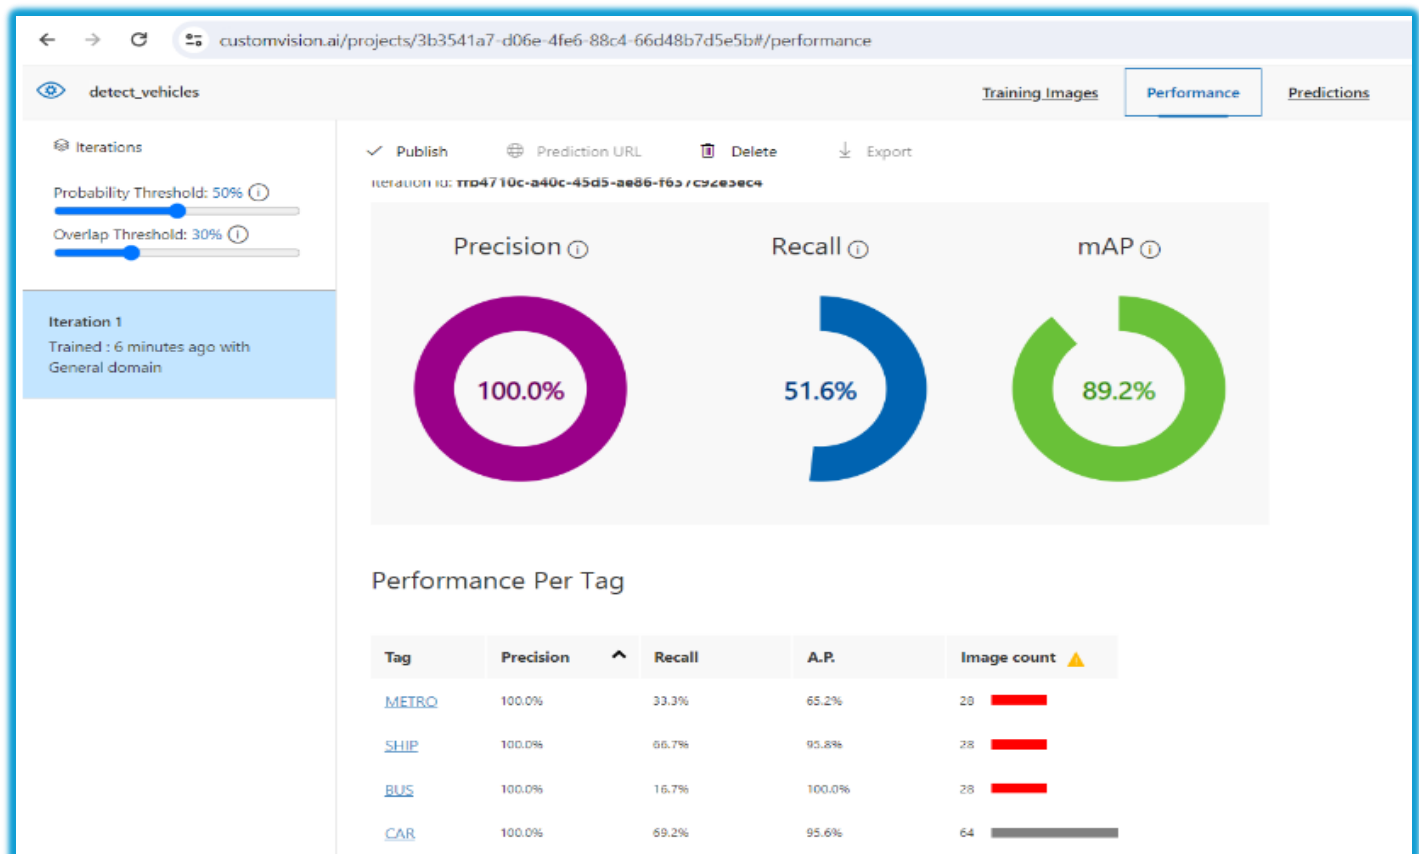 customvision.ai/projects/3b3541a7-d06e-4fe6-88c4-66d48b7d5e5b#/performance
detect_vehicles Training Images Performance Predictions
Iterations
Probability Threshold: 50%
Overlap Threshold: 30%
Iteration 1
Trained : 6 minutes ago with
General domain
Publish Prediction URL Delete Export
Iteration id:
Precision Recall mAP
100.0% 51.6% 89.2%
Performance Per Tag
Tag Precision Recall A.P. Image count
METRO 100.0% 33.3% 65.2% 28
SHIP 100.0% 66.7% 95.8% 28
BUS 100.0% 16.7% 100.0% 28
CAR 100.0% 69.2% 95.6% 64